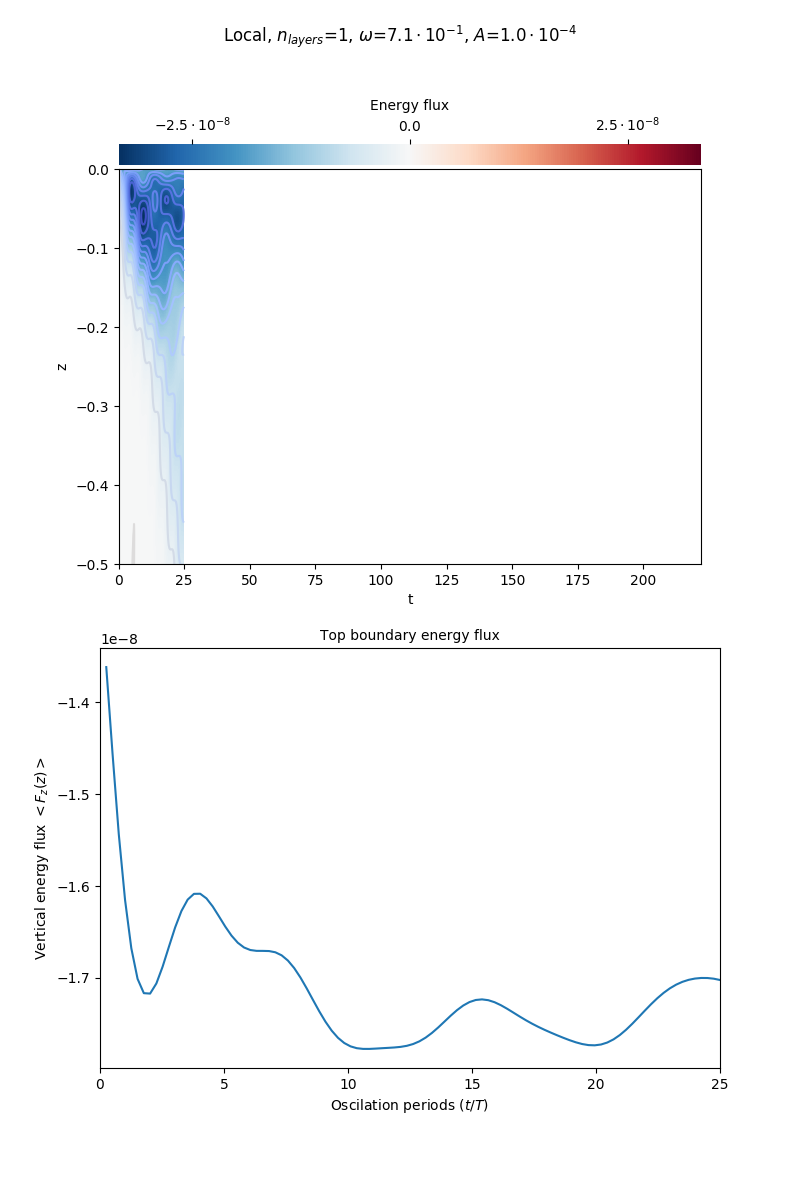 Local, n_layers=1, ω=7.1·10⁻¹, A=1.0·10⁻⁴
Energy flux
−2.5·10⁻⁸ 0.0 2.5·10⁻⁸
0.0
−0.1
−0.2
−0.3
−0.4
−0.5
z
0 25 50 75 100 125 150 175 200
t
Top boundary energy flux
1e−8
−1.4
−1.5
−1.6
−1.7
Vertical energy flux <F_z(z)>
0 5 10 15 20 25
Oscilation periods (t/T)